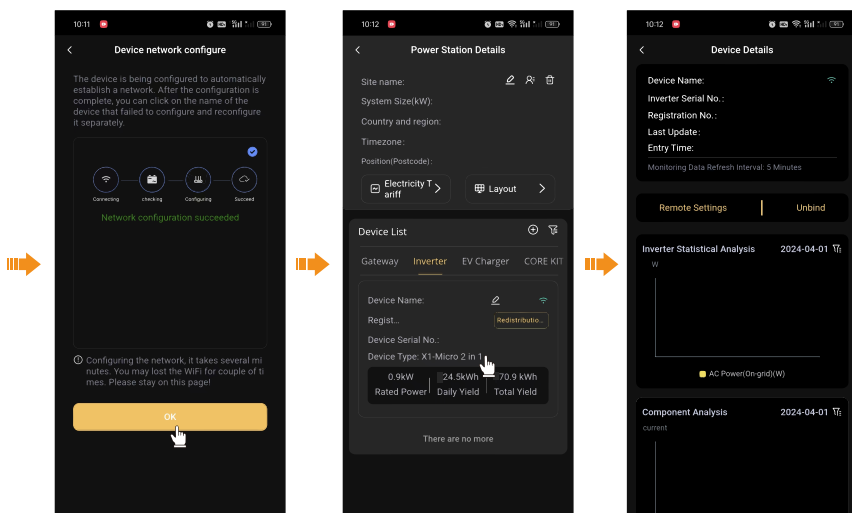 10:11
91
Device network configure
The device is being configured to automatically
establish a network. After the configuration is
complete, you can click on the name of the
device that failed to configure and reconfigure
it separately.
Connecting
checking
Configuring
Succeed
Network configuration succeeded
Configuring the network, it takes several mi
nutes. You may lost the WiFi for couple of ti
mes. Please stay on this page!
OK
10:12
91
Power Station Details
Site name:
System Size(kW):
Country and region:
Timezone:
Position(Postcode):
Electricity T
ariff
Layout
Device List
Gateway Inverter EV Charger CORE KIT
Device Name:
Regist...
Redistributio...
Device Serial No.:
Device Type: X1-Micro 2 in 1
0.9kW 24.5kWh 70.9 kWh
Rated Power Daily Yield Total Yield
There are no more
10:12
91
Device Details
Device Name:
Inverter Serial No.:
Registration No.:
Last Update:
Entry Time:
Monitoring Data Refresh Interval: 5 Minutes
Remote Settings Unbind
Inverter Statistical Analysis 2024-04-01
W
AC Power(On-grid)(W)
Component Analysis 2024-04-01
current